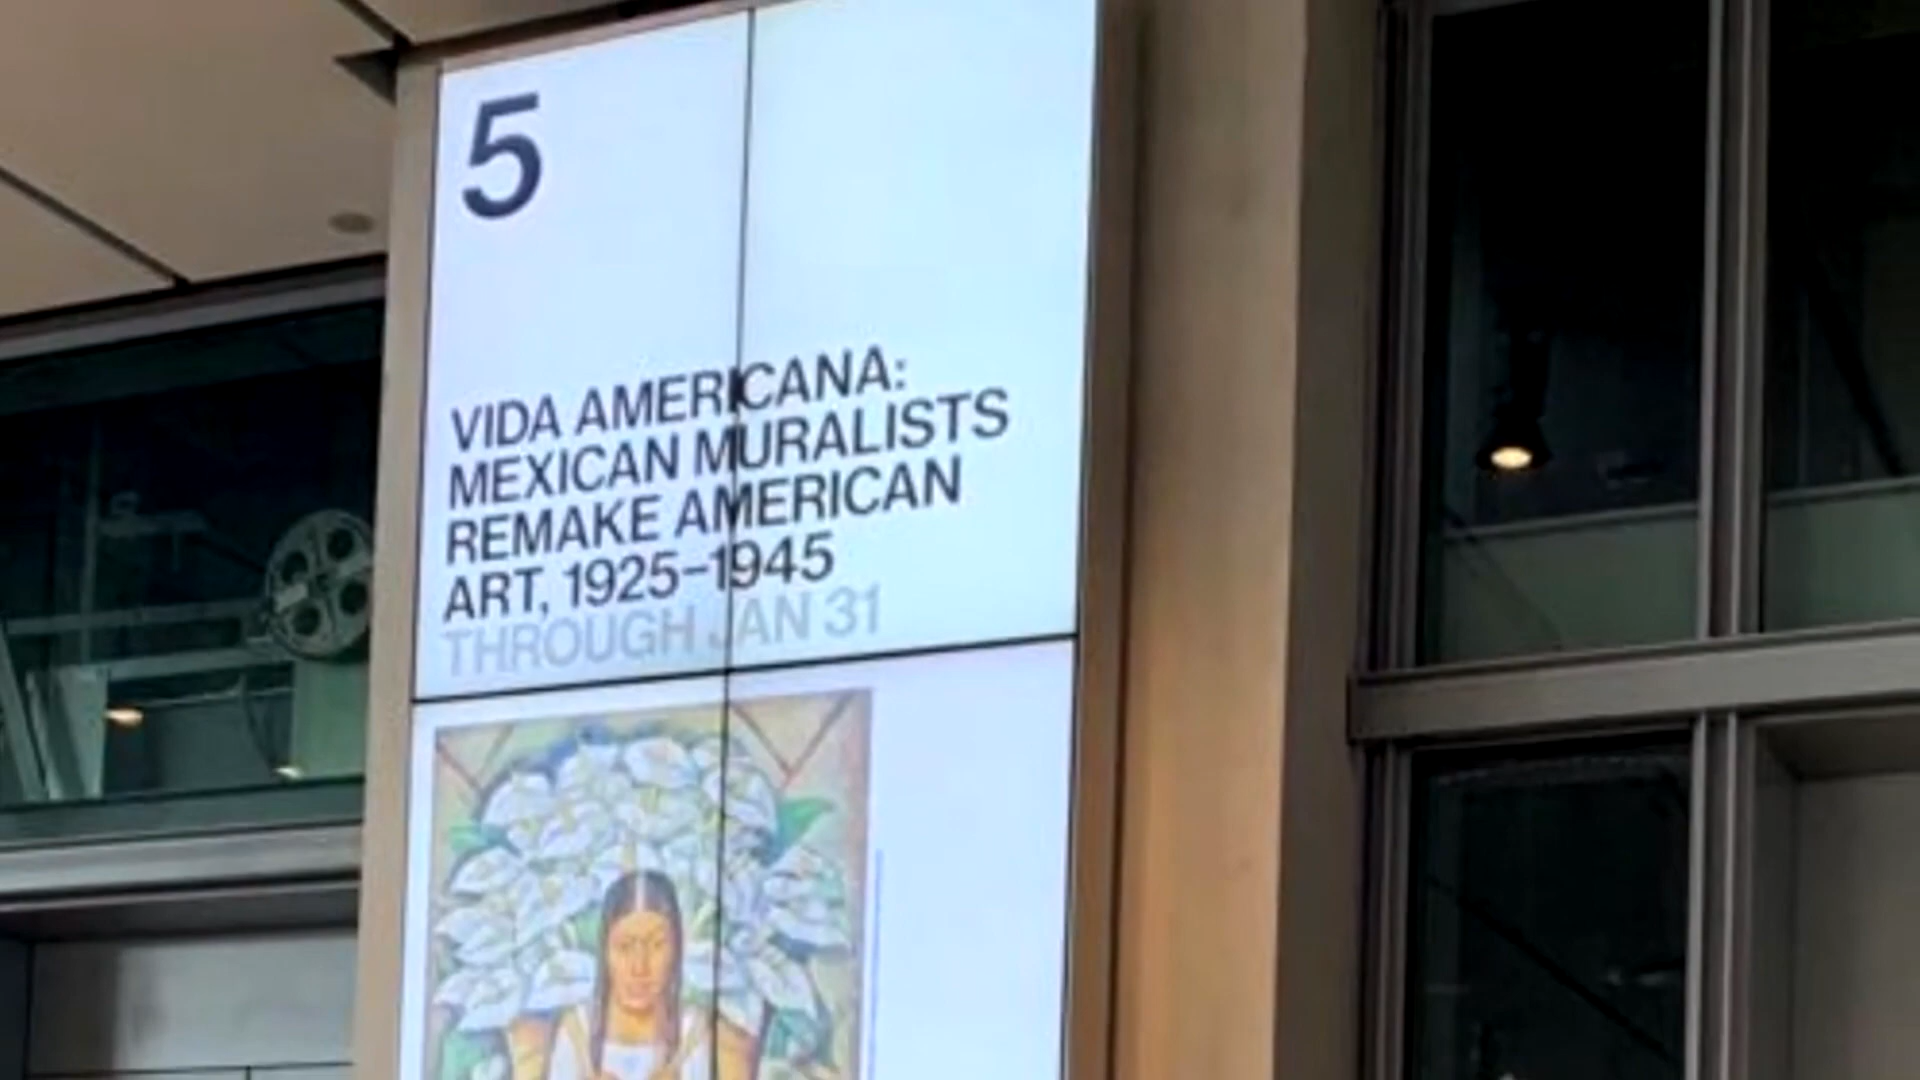 5
VIDA AMERICANA:
MEXICAN MURALISTS
REMAKE AMERICAN
ART, 1925–1945
THROUGH JAN 31